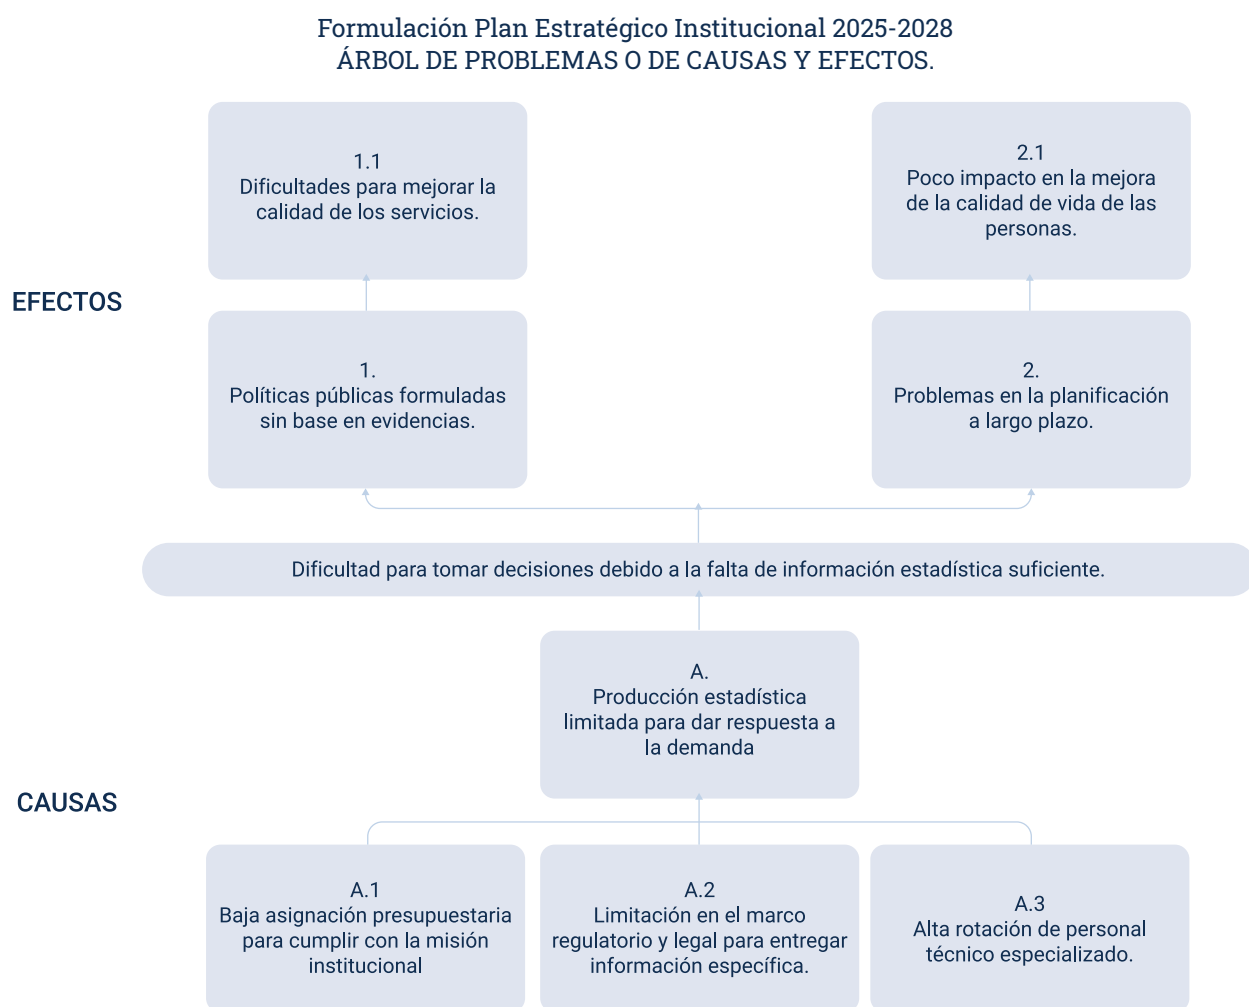 Formulación Plan Estratégico Institucional 2025-2028
ÁRBOL DE PROBLEMAS O DE CAUSAS Y EFECTOS.
1.1
Dificultades para mejorar la
calidad de los servicios.
2.1
Poco impacto en la mejora
de la calidad de vida de las
personas.
EFECTOS
1.
Políticas públicas formuladas
sin base en evidencias.
2.
Problemas en la planificación
a largo plazo.
Dificultad para tomar decisiones debido a la falta de información estadística suficiente.
A.
Producción estadística
limitada para dar respuesta a
la demanda
CAUSAS
A.1
Baja asignación presupuestaria
para cumplir con la misión
institucional
A.2
Limitación en el marco
regulatorio y legal para entregar
información específica.
A.3
Alta rotación de personal
técnico especializado.